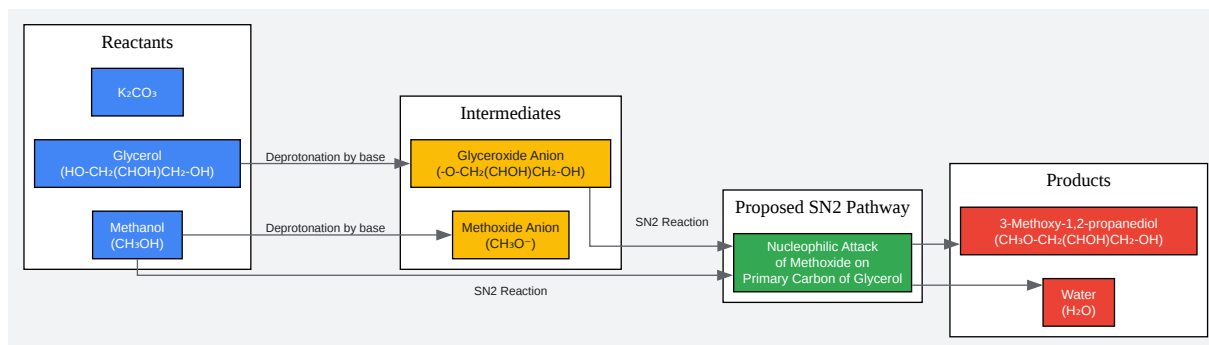 Reactants
K₂CO₃
Glycerol
(HO-CH₂(CHOH)CH₂-OH)
Methanol
(CH₃OH)
Deprotonation by base
Deprotonation by base
Intermediates
Glyceroxide Anion
(-O-CH₂(CHOH)CH₂-OH)
Methoxide Anion
(CH₃O⁻)
SN2 Reaction
SN2 Reaction
Proposed SN2 Pathway
Nucleophilic Attack
of Methoxide on
Primary Carbon of Glycerol
Products
3-Methoxy-1,2-propanediol
(CH₃O-CH₂(CHOH)CH₂-OH)
Water
(H₂O)